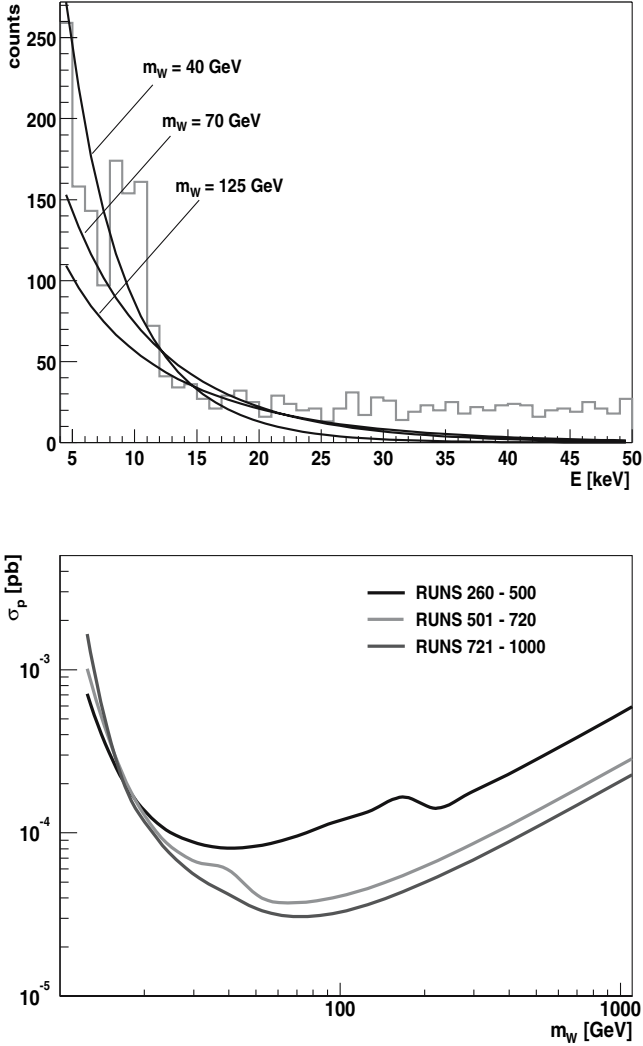 counts
250
200
150
100
50
0
m_W = 40 GeV
m_W = 70 GeV
m_W = 125 GeV
5 10 15 20 25 30 35 40 45 50
E [keV]
σ_p [pb]
10^-3
10^-4
10^-5
RUNS 260 - 500
RUNS 501 - 720
RUNS 721 - 1000
100 1000
m_W [GeV]